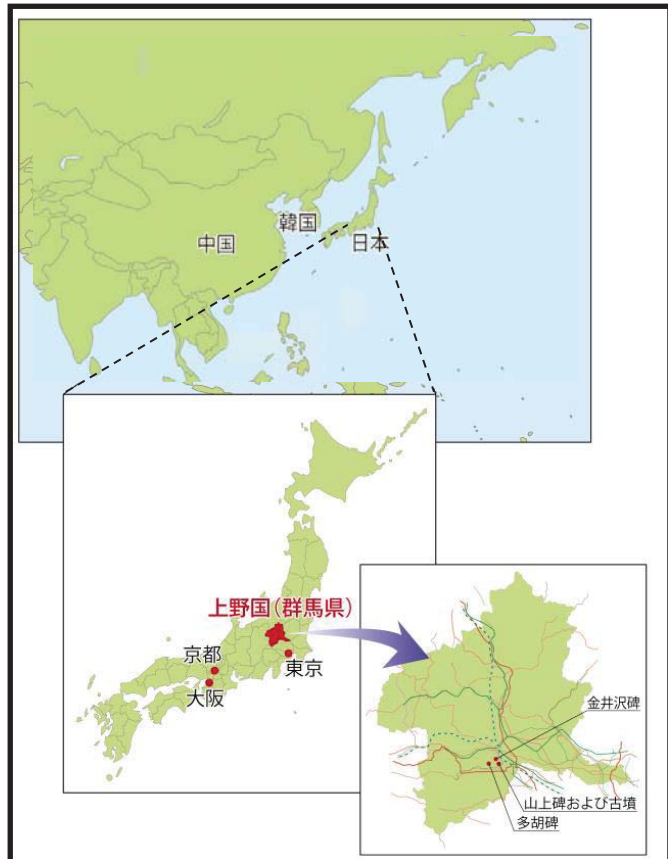 中国
韓国
日本
上野国(群馬県)
京都
大阪
東京
金井沢碑
山上碑および古墳
多胡碑